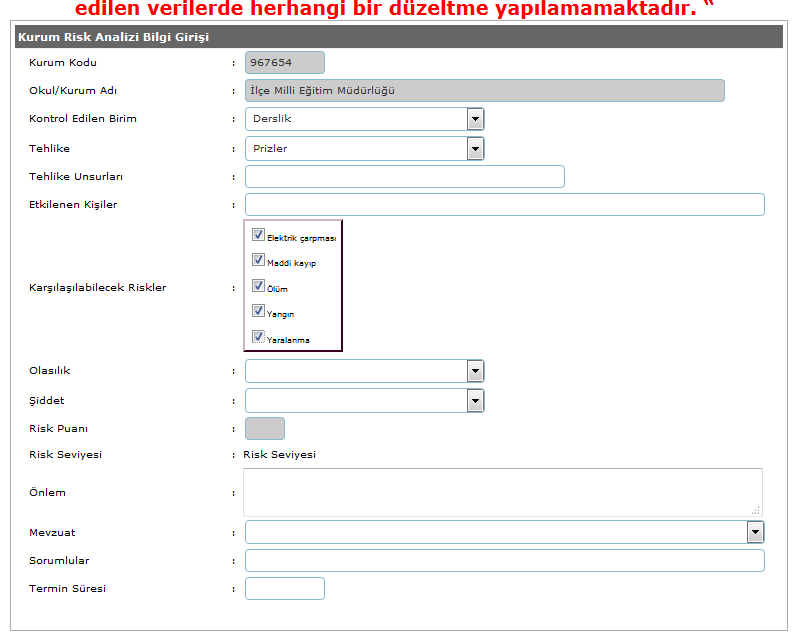 edilen verilerde herhangi bir düzeltme yapılamamaktadır. “
Kurum Risk Analizi Bilgi Girişi
Kurum Kodu : 967654
Okul/Kurum Adı : İlçe Milli Eğitim Müdürlüğü
Kontrol Edilen Birim : Derslik
Tehlike : Prizler
Tehlike Unsurları :
Etkilenen Kişiler :
Elektrik çarpması
Maddi kayıp
Karşılaşılabilecek Riskler : Ölüm
Yangın
Yaralanma
Olasılık :
Şiddet :
Risk Puanı :
Risk Seviyesi : Risk Seviyesi
Önlem :
Mevzuat :
Sorumlular :
Termin Süresi :